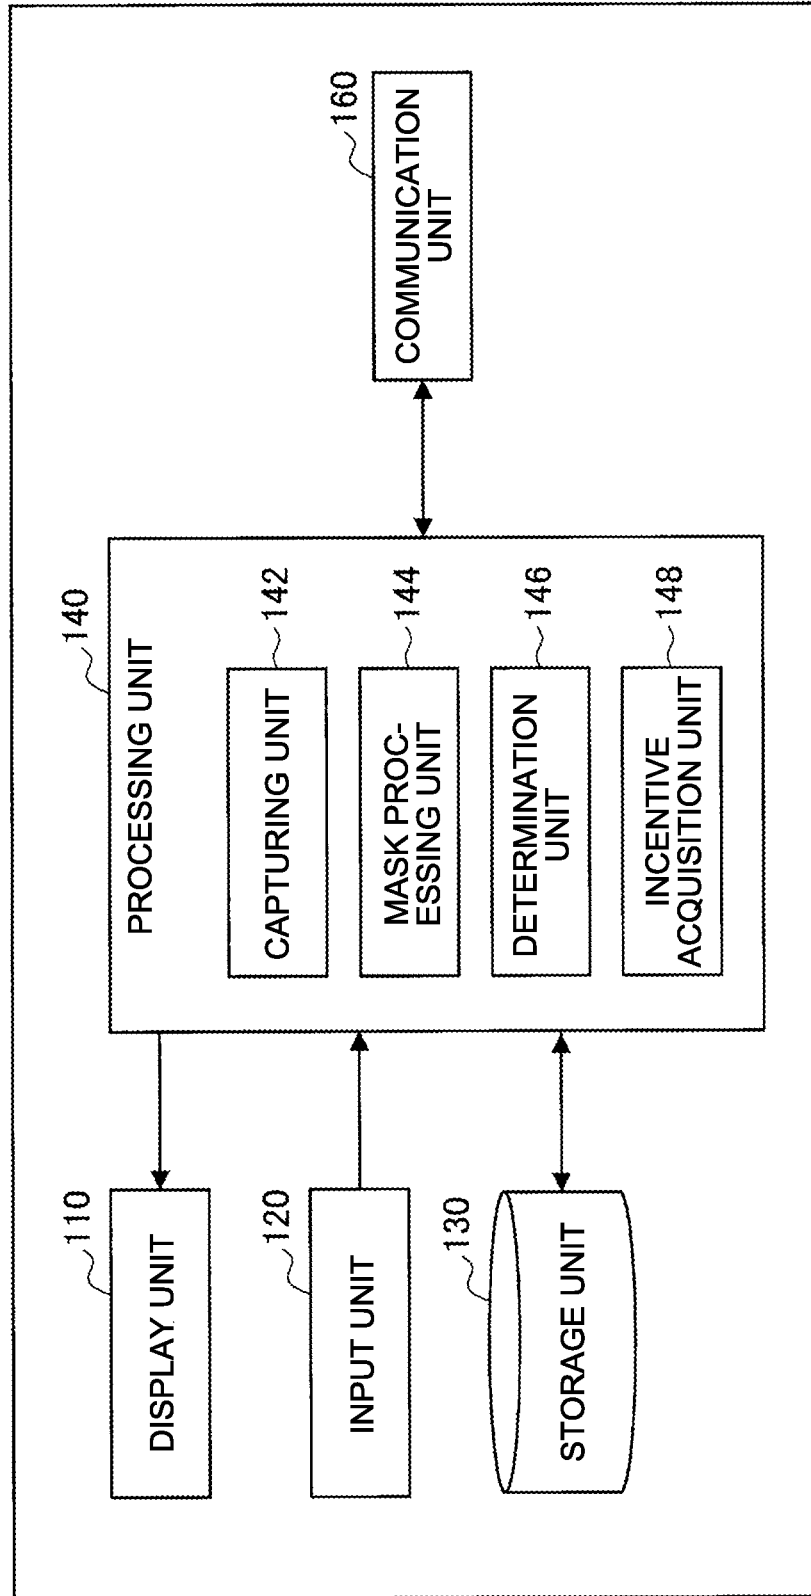 110
DISPLAY UNIT
120
INPUT UNIT
130
STORAGE UNIT
140
PROCESSING UNIT
142
CAPTURING UNIT
144
MASK PROC-
ESSING UNIT
146
DETERMINATION
UNIT
148
INCENTIVE
ACQUISITION UNIT
160
COMMUNICATION
UNIT